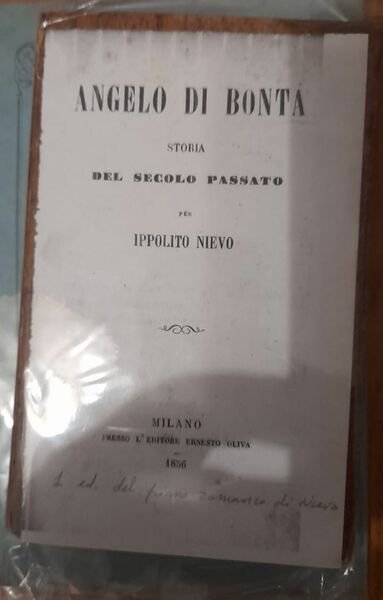 ANGELO DI BONTÀ
STORIA
DEL SECOLO PASSATO
PER
IPPOLITO NIEVO
MILANO
PRESSO L'EDITORE ERNESTO OLIVA
1856
1 ed. del primo romanzo di Nievo